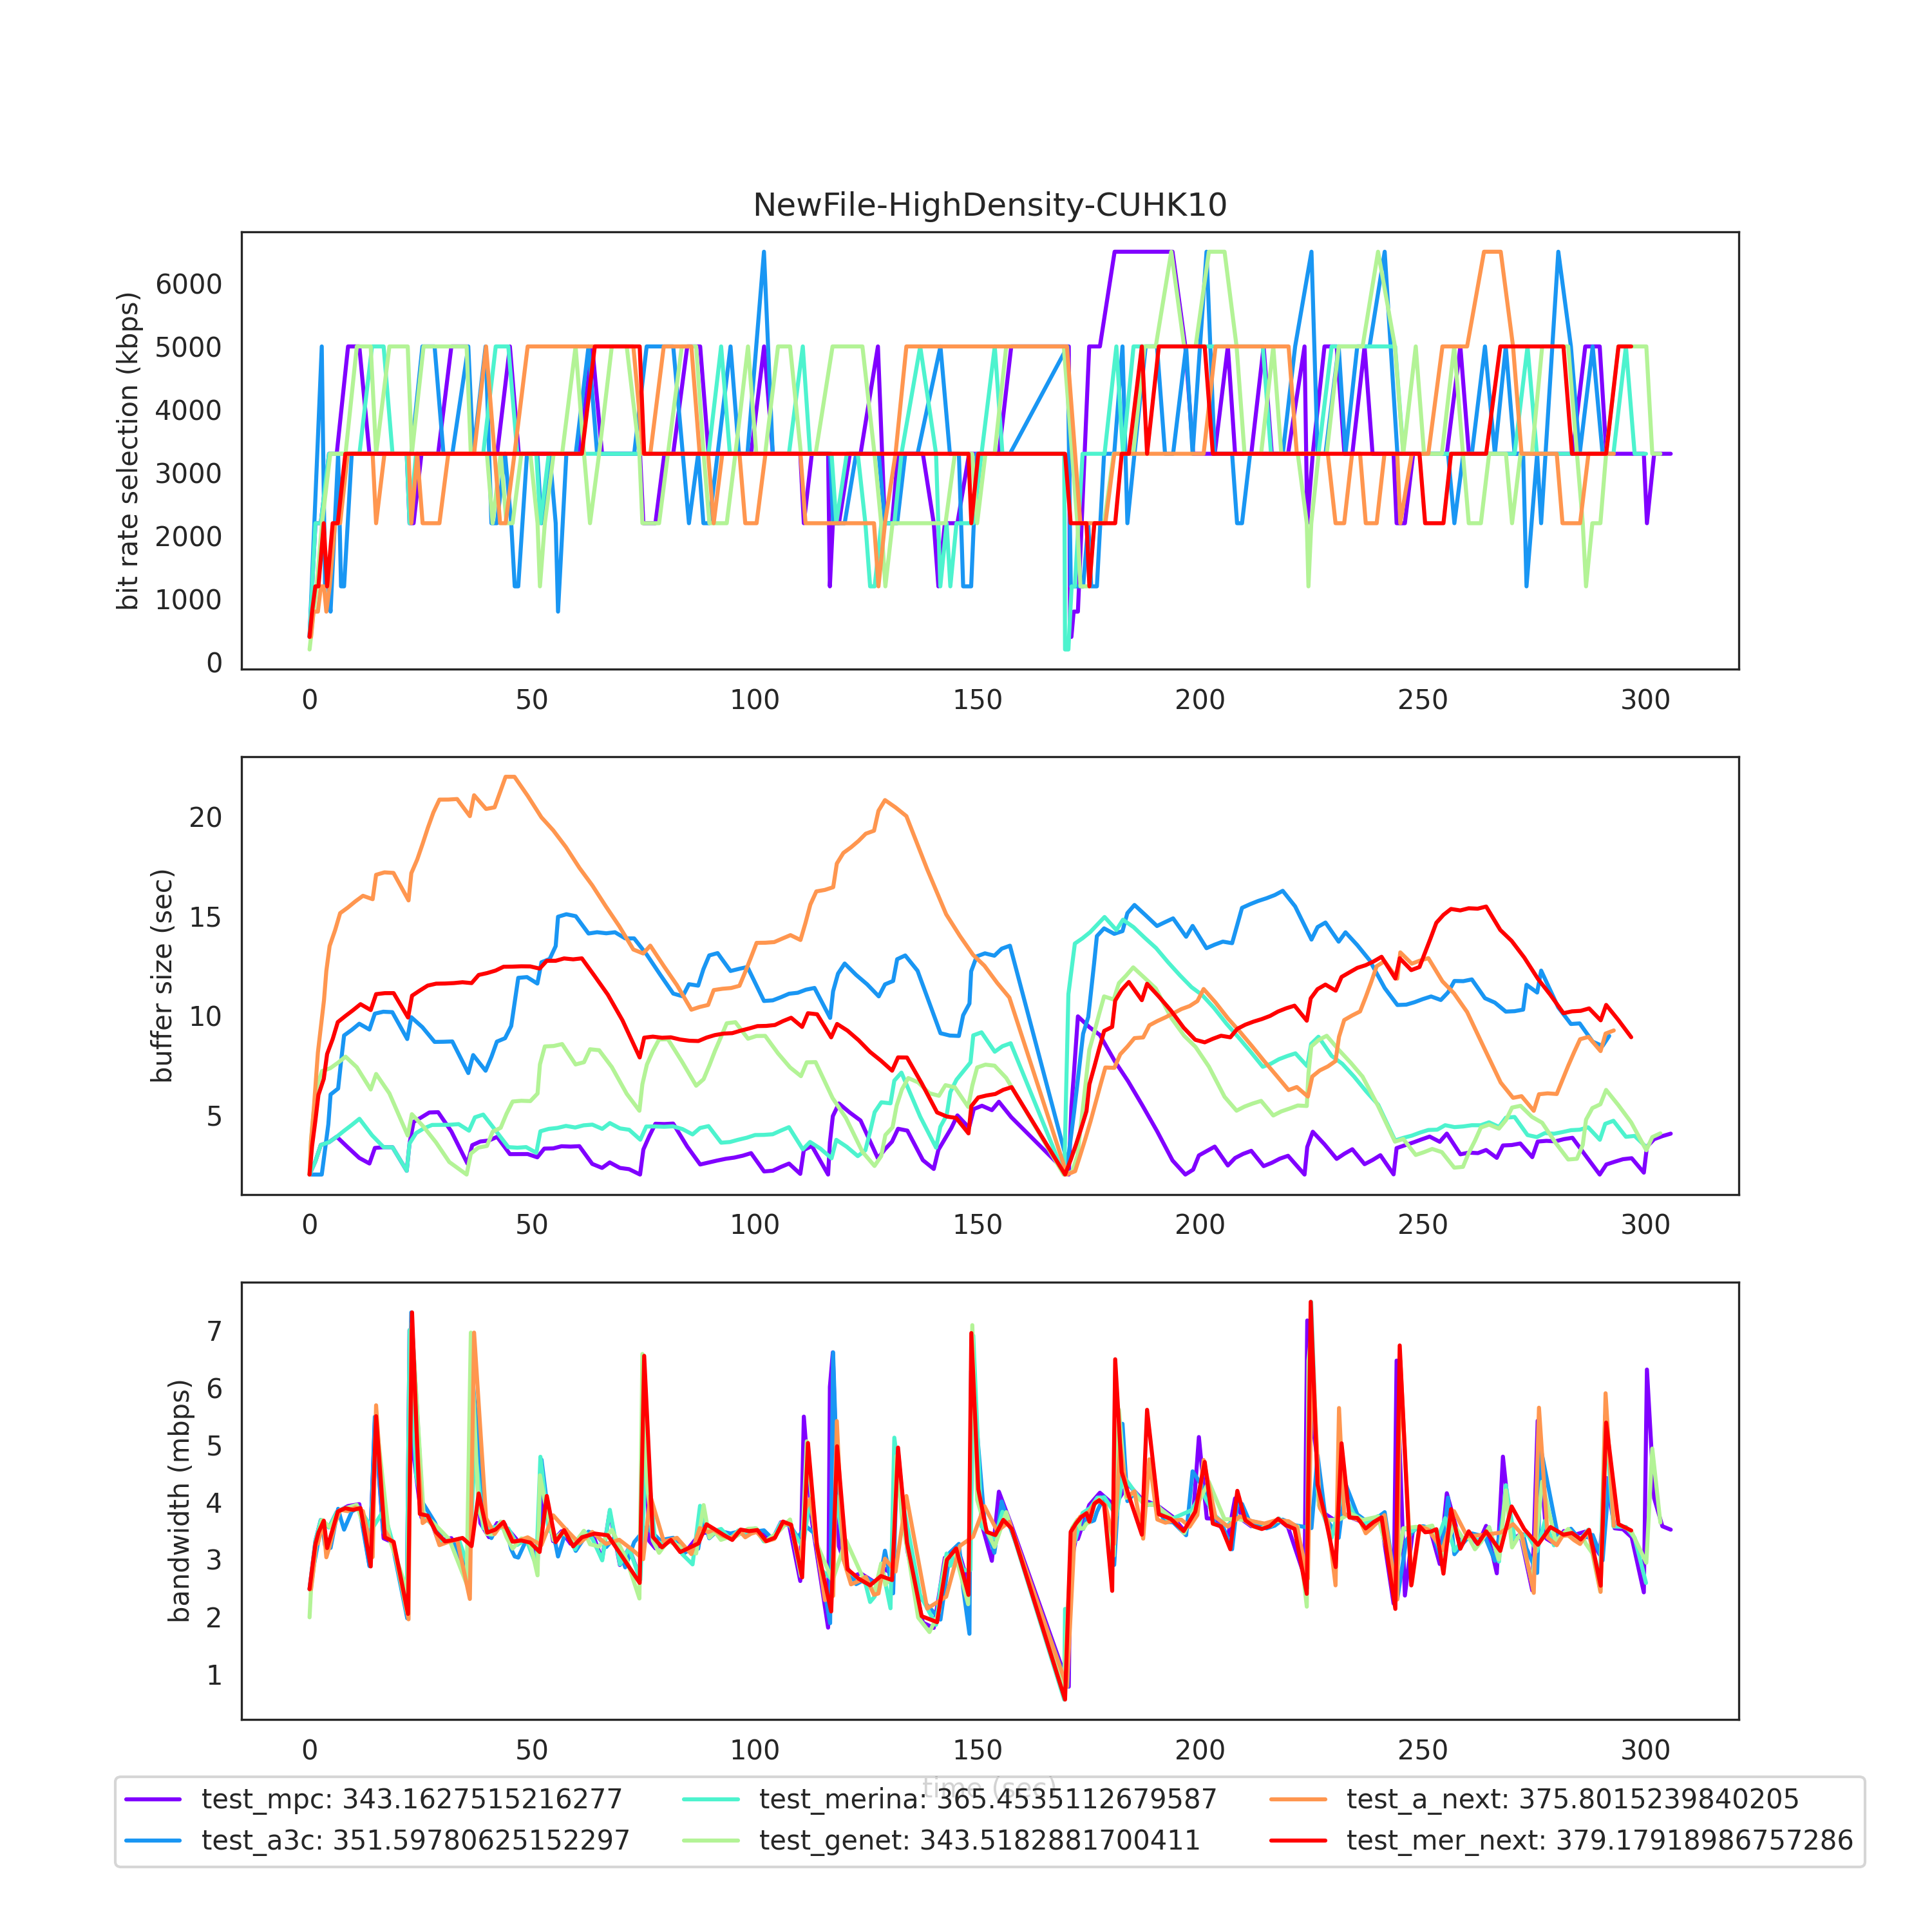 NewFile-HighDensity-CUHK10
bit rate selection (kbps)
6000
5000
4000
3000
2000
1000
0
0 50 100 150 200 250 300
buffer size (sec)
20
15
10
5
0 50 100 150 200 250 300
bandwidth (mbps)
7
6
5
4
3
2
1
0 50 100 150 200 250 300
time (sec)
test_mpc: 343.1627515216277
test_a3c: 351.59780625152297
test_merina: 365.4535112679587
test_genet: 343.5182881700411
test_a_next: 375.8015239840205
test_mer_next: 379.17918986757286